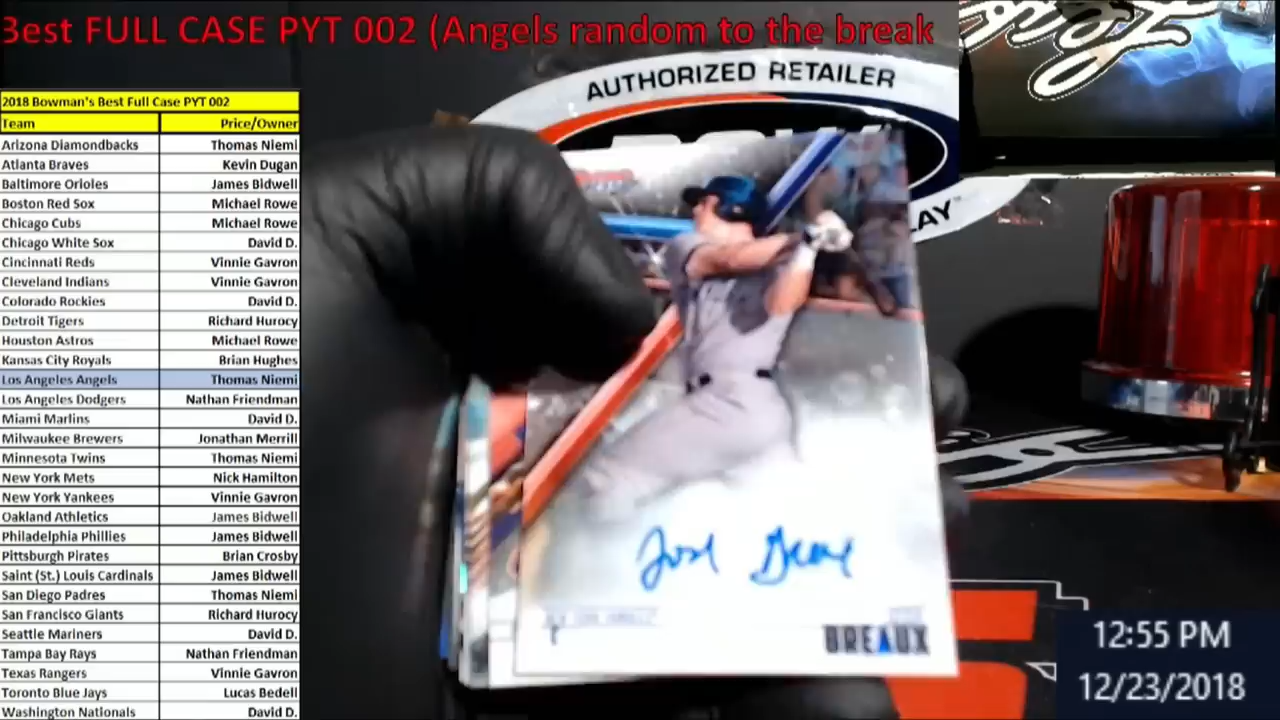 Best FULL CASE PYT 002 (Angels random to the break
AUTHORIZED RETAILER
2018 Bowman's Best Full Case PYT 002
Team Price/Owner
Arizona Diamondbacks Thomas Niemi
Atlanta Braves Kevin Dugan
Baltimore Orioles James Bidwell
Boston Red Sox Michael Rowe
Chicago Cubs Michael Rowe
Chicago White Sox David D.
Cincinnati Reds Vinnie Gavron
Cleveland Indians Vinnie Gavron
Colorado Rockies David D.
Detroit Tigers Richard Hurocy
Houston Astros Michael Rowe
Kansas City Royals Brian Hughes
Los Angeles Angels Thomas Niemi
Los Angeles Dodgers Nathan Friendman
Miami Marlins David D.
Milwaukee Brewers Jonathan Merrill
Minnesota Twins Thomas Niemi
New York Mets Nick Hamilton
New York Yankees Vinnie Gavron
Oakland Athletics James Bidwell
Philadelphia Phillies James Bidwell
Pittsburgh Pirates Brian Crosby
Saint (St.) Louis Cardinals James Bidwell
San Diego Padres Thomas Niemi
San Francisco Giants Richard Hurocy
Seattle Mariners David D.
Tampa Bay Rays Nathan Friendman
Texas Rangers Vinnie Gavron
Toronto Blue Jays Lucas Bedell
Washington Nationals David D.
BREAUX
12:55 PM
12/23/2018